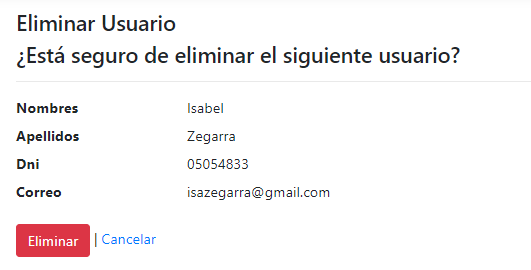 Eliminar Usuario
¿Está seguro de eliminar el siguiente usuario?
Nombres Isabel
Apellidos Zegarra
Dni 05054833
Correo isazegarra@gmail.com
Eliminar | Cancelar